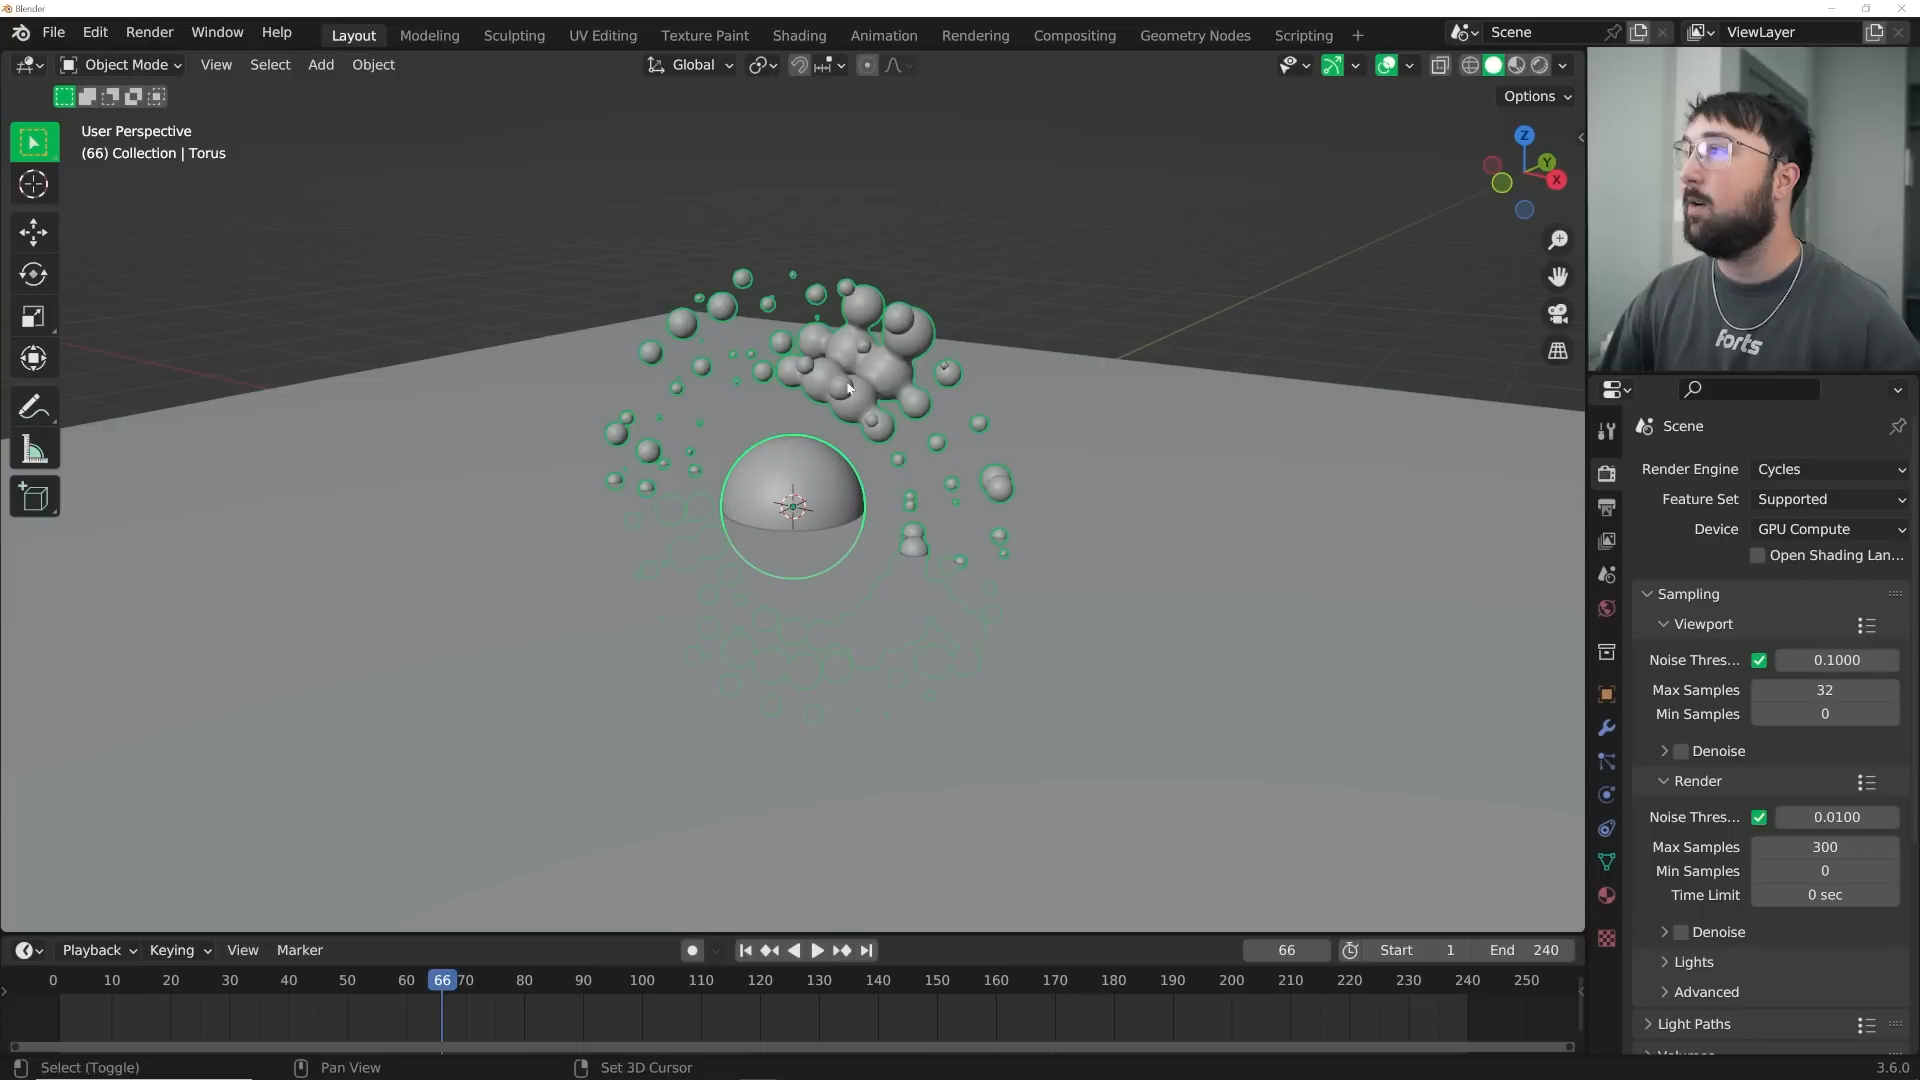 Blender
File Edit Render Window Help
Layout Modeling Sculpting UV Editing Texture Paint Shading Animation Rendering Compositing Geometry Nodes Scripting +
Scene
ViewLayer
Object Mode View Select Add Object
Global
Options
User Perspective
(66) Collection | Torus
Z
Y
X
forts
Scene
Render Engine Cycles
Feature Set Supported
Device GPU Compute
Open Shading Lan...
Sampling
Viewport
Noise Thres... 0.1000
Max Samples 32
Min Samples 0
Denoise
Render
Noise Thres... 0.0100
Max Samples 300
Min Samples 0
Time Limit 0 sec
Denoise
Lights
Advanced
Light Paths
Playback Keying View Marker
66 Start 1 End 240
0 10 20 30 40 50 60 66 70 80 90 100 110 120 130 140 150 160 170 180 190 200 210 220 230 240 250
Select (Toggle) Pan View Set 3D Cursor 3.6.0